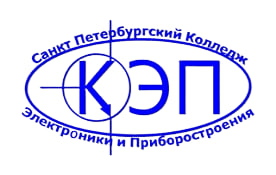 Санкт Петербургский Колледж
КЭП
Электроники и Приборостроения